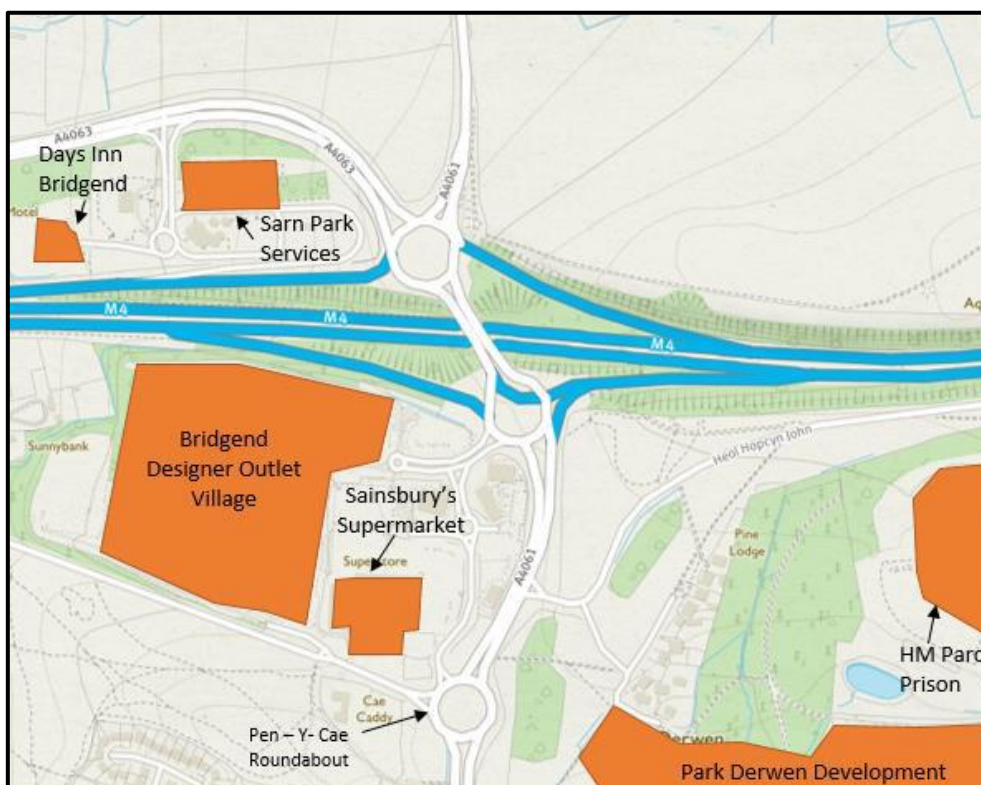 A4063
A4063
A4061
Days Inn
Bridgend
Motel
Sarn Park
Services
M4
M4
M4
Sunnybank
Bridgend
Designer Outlet
Village
Heol Hopcyn John
Sainsbury's
Supermarket
Superstore
A4061
Pine
Lodge
HM Parc
Prison
Cae
Caddy
Pen – Y- Cae
Roundabout
Derwen
Park Derwen Development